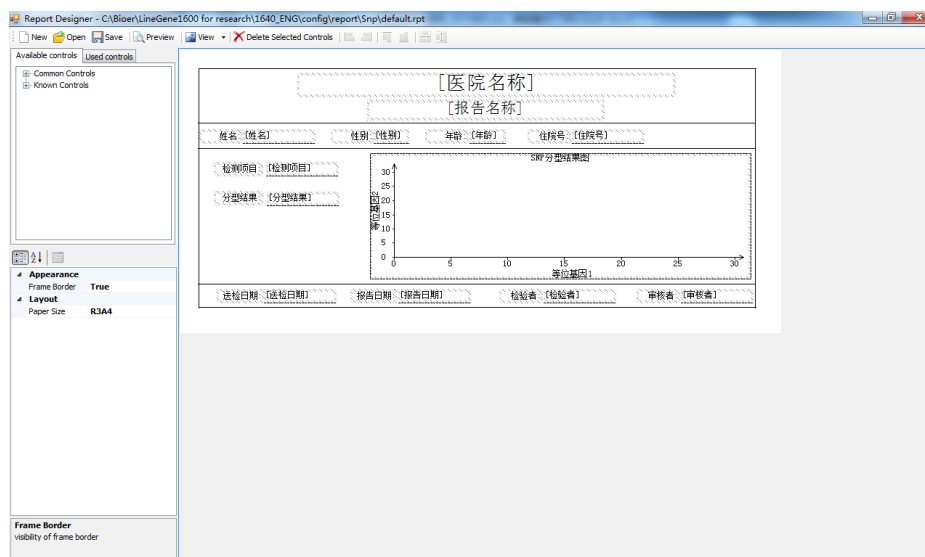 Report Designer - C:\Bioer\LineGene1600 for research\1640_ENG\config\report\Snp\default.rpt
New Open Save Preview View Delete Selected Controls
Available controls Used controls
Common Controls
Known Controls
[医院名称]
[报告名称]
姓名: [姓名] 性别: [性别] 年龄: [年龄] 住院号: [住院号]
检测项目: [检测项目]
分型结果: [分型结果]
SNP分型结果图
等位基因2
30
25
20
15
10
5
0
0 5 10 15 20 25 30
等位基因1
送检日期: [送检日期] 报告日期: [报告日期] 检验者: [检验者] 审核者: [审核者]
Appearance
Frame Border True
Layout
Paper Size R3A4
Frame Border
visibility of frame border